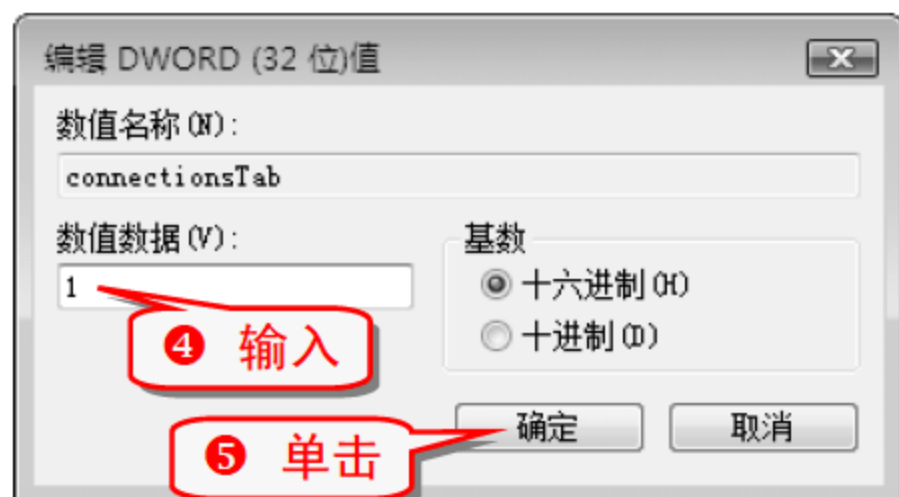 编辑 DWORD (32 位)值
数值名称(N):
connectionsTab
数值数据(V):
1
基数
十六进制(H)
十进制(D)
❹ 输入
确定
取消
❺ 单击